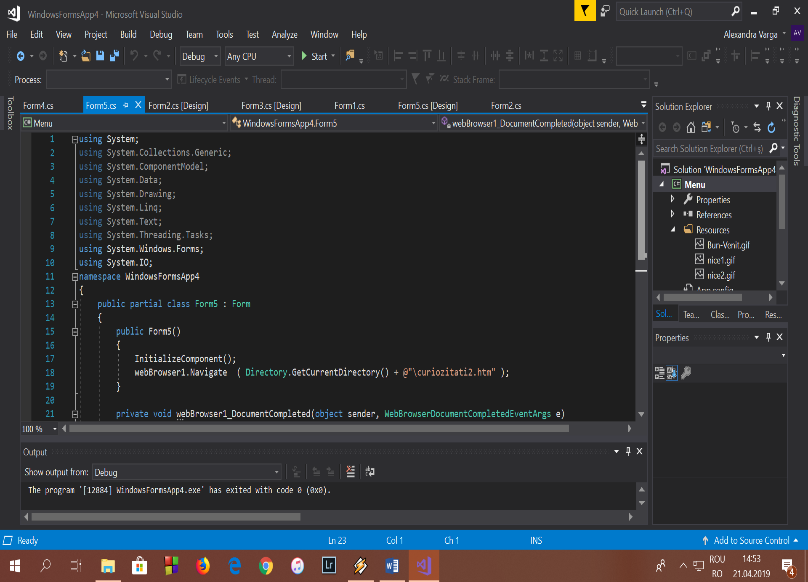 WindowsFormsApp4 - Microsoft Visual Studio
Quick Launch (Ctrl+Q)
File Edit View Project Build Debug Team Tools Test Analyze Window Help
Alexandra Varga AV
Debug Any CPU Start
Process: Lifecycle Events Thread: Stack Frame:
Toolbox
Form4.cs Form5.cs Form2.cs [Design] Form3.cs [Design] Form1.cs Form5.cs [Design] Form2.cs
Menu WindowsFormsApp4.Form5 webBrowser1_DocumentCompleted(object sender, Web
1 using System;
2 using System.Collections.Generic;
3 using System.ComponentModel;
4 using System.Data;
5 using System.Drawing;
6 using System.Linq;
7 using System.Text;
8 using System.Threading.Tasks;
9 using System.Windows.Forms;
10 using System.IO;
11 namespace WindowsFormsApp4
12 {
13 public partial class Form5 : Form
14 {
15 public Form5()
16 {
17 InitializeComponent();
18 webBrowser1.Navigate ( Directory.GetCurrentDirectory() + @"\curiozitati2.htm" );
19 }
20
21 private void webBrowser1_DocumentCompleted(object sender, WebBrowserDocumentCompletedEventArgs e)
100 %
Output
Show output from: Debug
The program '[12884] WindowsFormsApp4.exe' has exited with code 0 (0x0).
Solution Explorer
Search Solution Explorer (Ctrl+ș)
Solution 'WindowsFormsApp4
Menu
Properties
References
Resources
Bun-Venit.gif
nice1.gif
nice2.gif
App.config
Sol... Tea... Clas... Pro... Res...
Properties
Diagnostic Tools
Ready Ln 23 Col 1 Ch 1 INS Add to Source Control
Lr
ROU
RO
14:53
21.04.2019
4